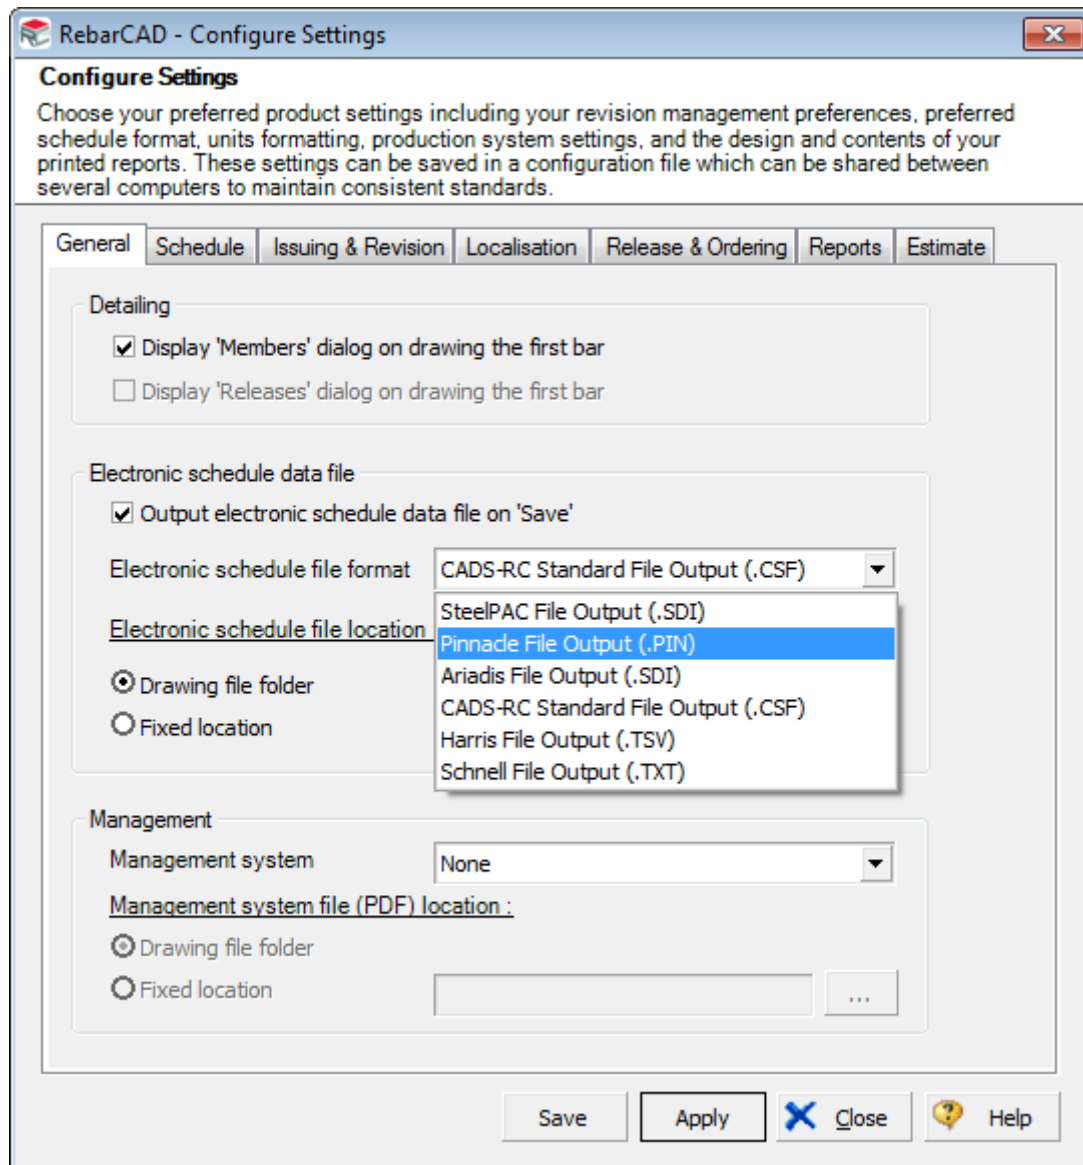 RebarCAD - Configure Settings
Configure Settings
Choose your preferred product settings including your revision management preferences, preferred
schedule format, units formatting, production system settings, and the design and contents of your
printed reports. These settings can be saved in a configuration file which can be shared between
several computers to maintain consistent standards.
General Schedule Issuing & Revision Localisation Release & Ordering Reports Estimate
Detailing
Display 'Members' dialog on drawing the first bar
Display 'Releases' dialog on drawing the first bar
Electronic schedule data file
Output electronic schedule data file on 'Save'
Electronic schedule file format CADS-RC Standard File Output (.CSF)
SteelPAC File Output (.SDI)
Electronic schedule file location
Pinnacle File Output (.PIN)
Ariadis File Output (.SDI)
Drawing file folder
CADS-RC Standard File Output (.CSF)
Fixed location
Harris File Output (.TSV)
Schnell File Output (.TXT)
Management
Management system None
Management system file (PDF) location :
Drawing file folder
Fixed location ...
Save Apply Close Help